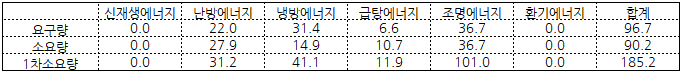 신재생에너지 난방에너지 냉방에너지 급탕에너지 조명에너지 환기에너지 합계
요구량 0.0 22.0 31.4 6.6 36.7 0.0 96.7
소요량 0.0 27.9 14.9 10.7 36.7 0.0 90.2
1차소요량 0.0 31.2 41.1 11.9 101.0 0.0 185.2